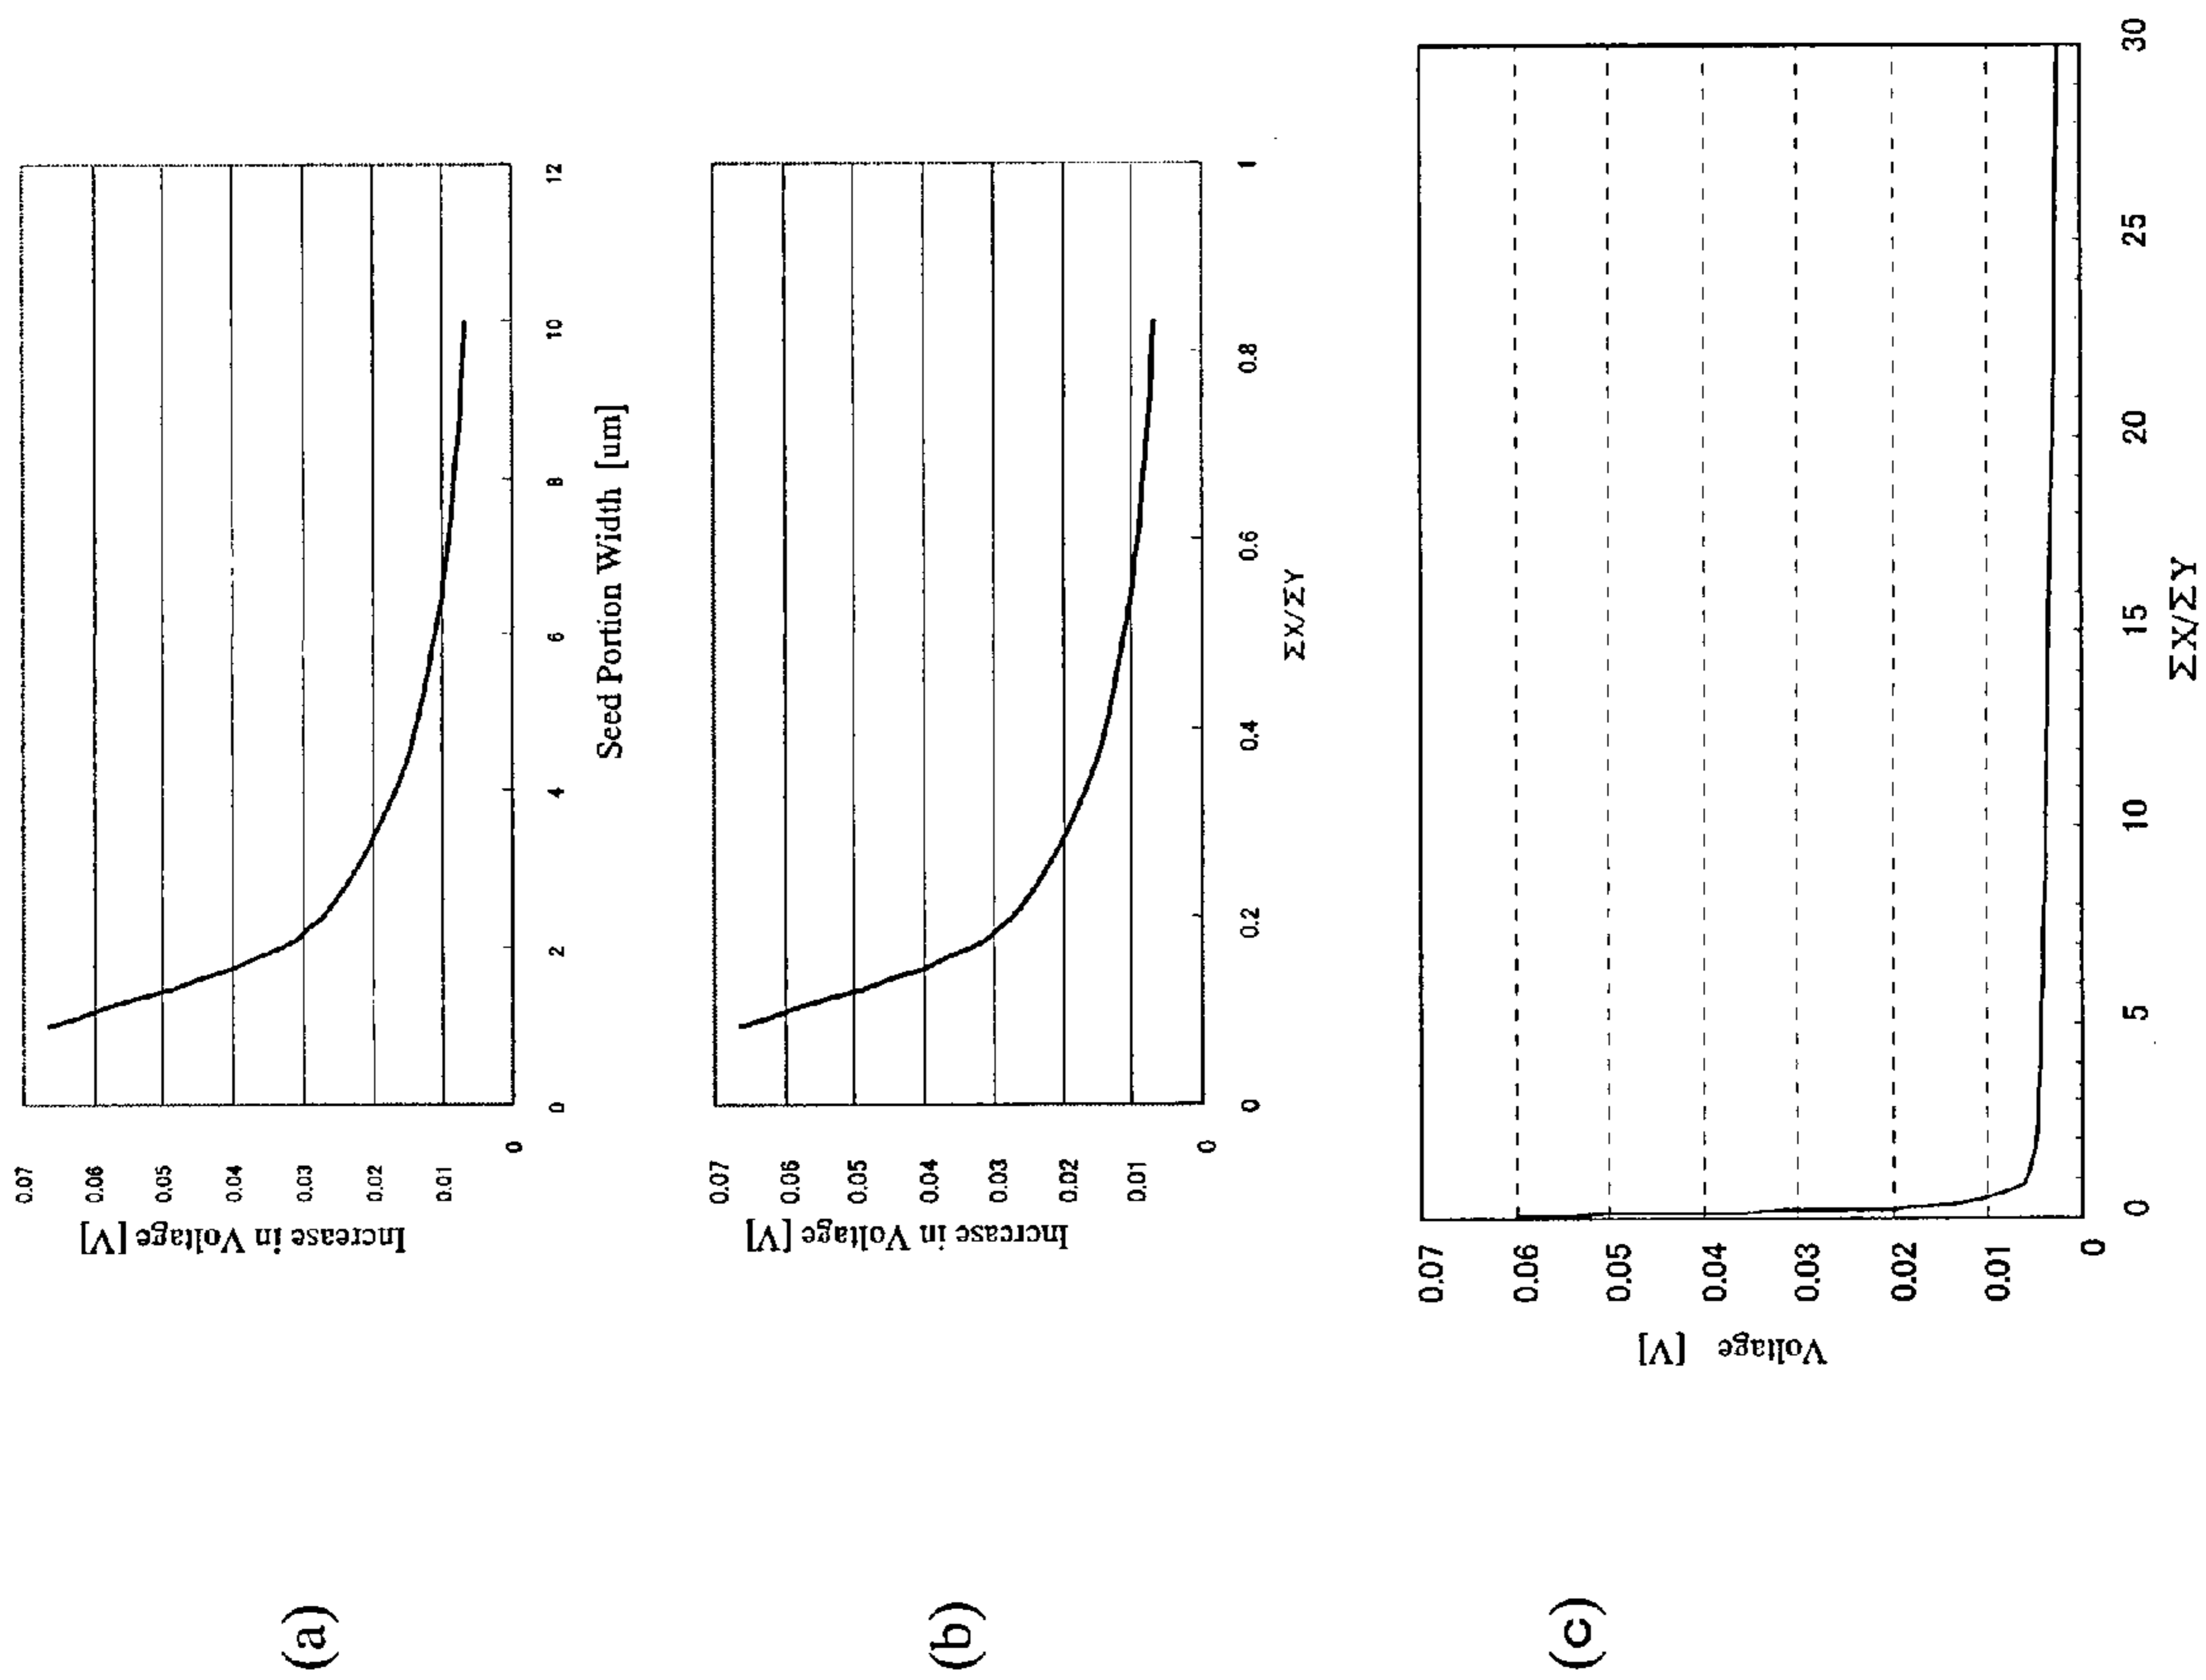 (a)
Increase in Voltage [V]
0.07
0.06
0.05
0.04
0.03
0.02
0.01
0
0 2 4 6 8 10 12
Seed Portion Width [um]
(b)
Increase in Voltage [V]
0.07
0.06
0.05
0.04
0.03
0.02
0.01
0
0 0.2 0.4 0.6 0.8 1
ΣX/ΣY
(c)
Voltage [V]
0.07
0.06
0.05
0.04
0.03
0.02
0.01
0
0 5 10 15 20 25 30
ΣX/ΣY